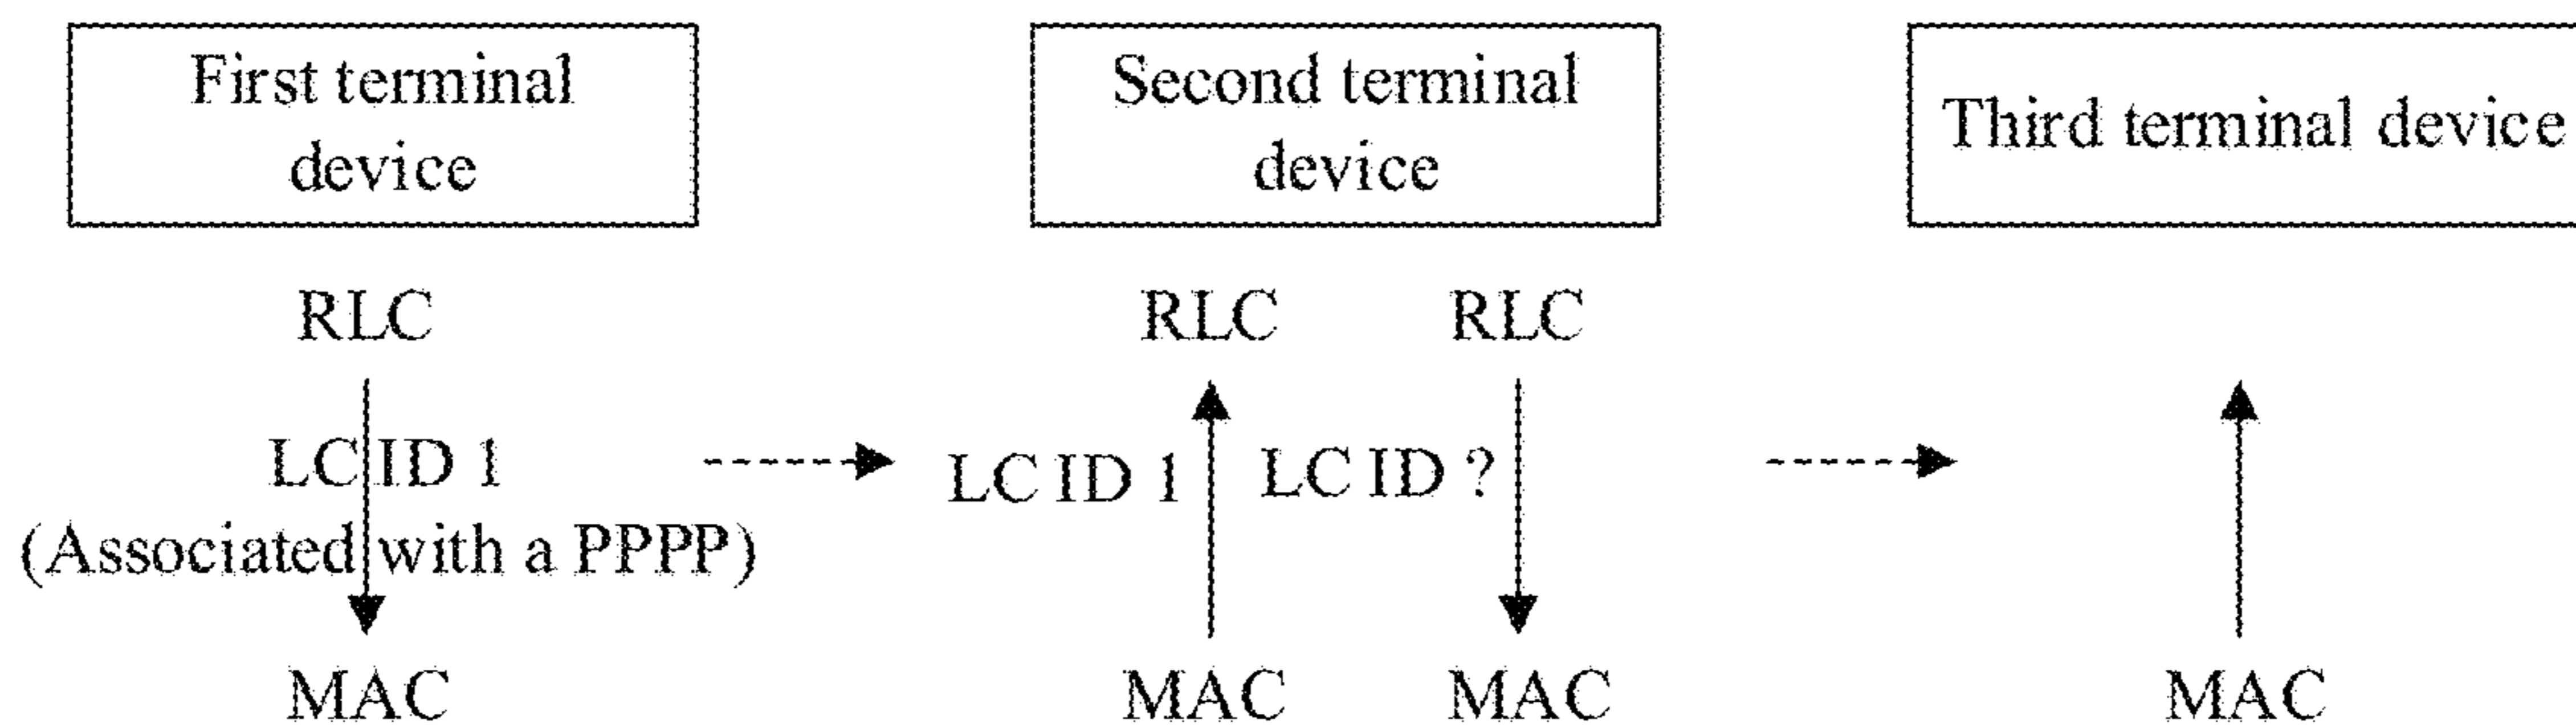 First terminal
device
Second terminal
device
Third terminal device
RLC
RLC
RLC
LC ID 1
(Associated with a PPPP)
LC ID 1
LC ID ?
MAC
MAC
MAC
MAC